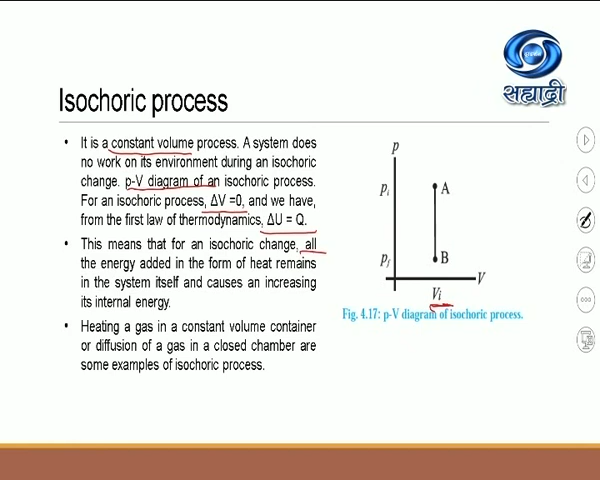 सह्याद्री
Isochoric process
• It is a constant volume process. A system does
no work on its environment during an isochoric
change. p-V diagram of an isochoric process.
For an isochoric process, ΔV =0, and we have,
from the first law of thermodynamics, ΔU = Q.
• This means that for an isochoric change, all
the energy added in the form of heat remains
in the system itself and causes an increasing
its internal energy.
• Heating a gas in a constant volume container
or diffusion of a gas in a closed chamber are
some examples of isochoric process.
p
pi
A
pf
B
V
Vi
Fig. 4.17: p-V diagram of isochoric process.